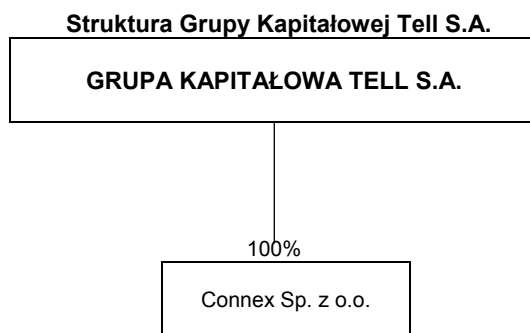 Struktura Grupy Kapitałowej Tell S.A.
GRUPA KAPITAŁOWA TELL S.A.
100%
Connex Sp. z o.o.